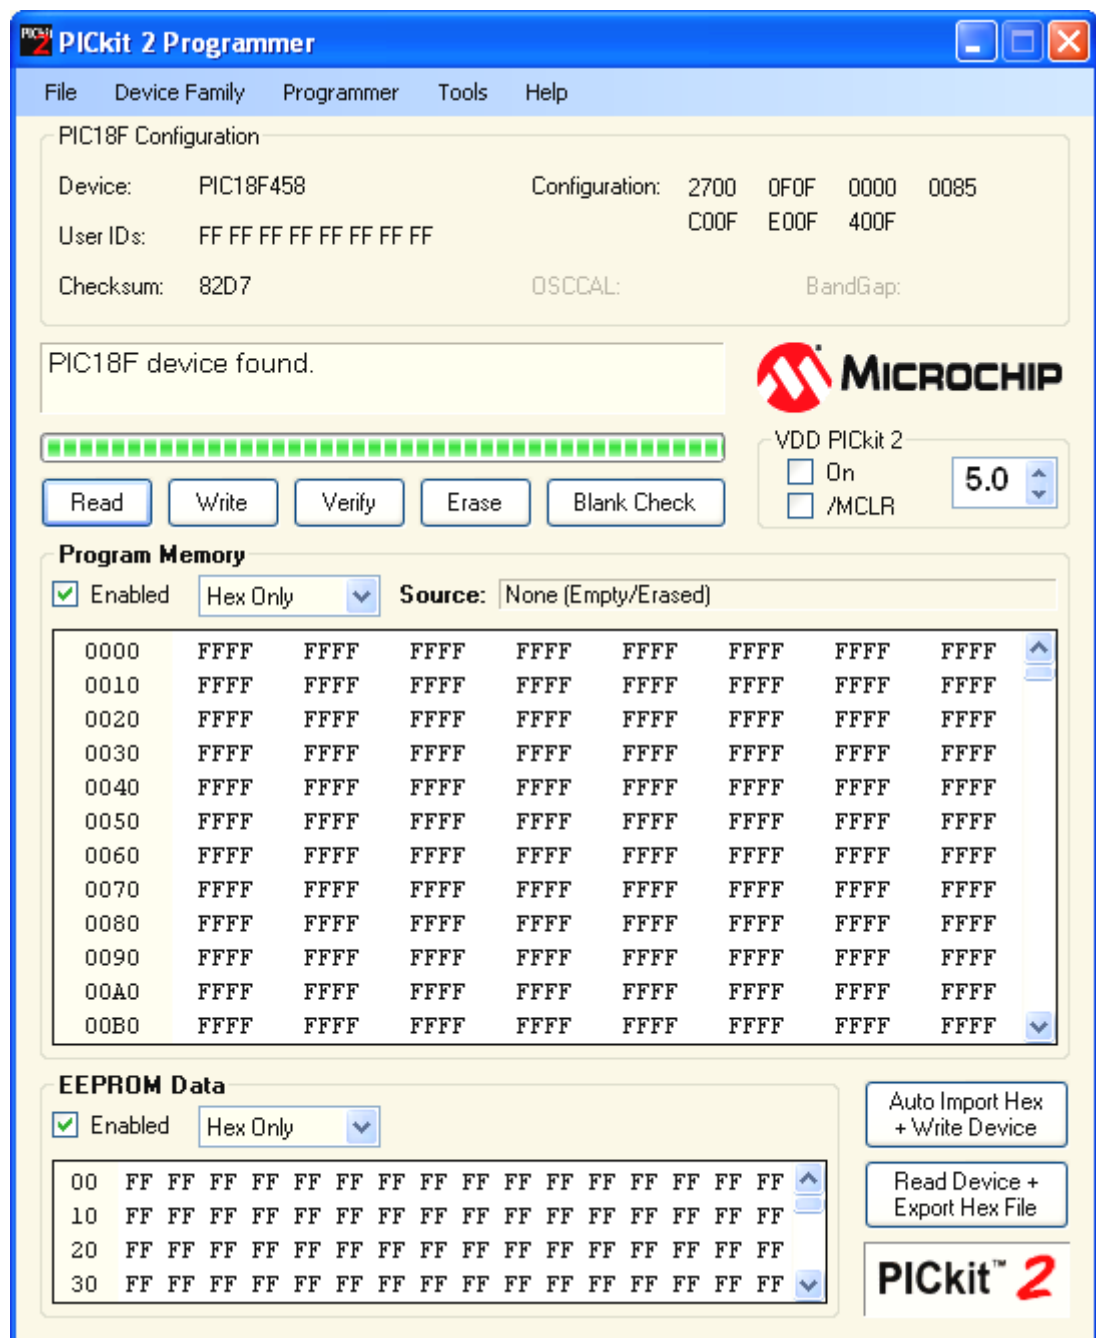 PICkit 2 Programmer
File Device Family Programmer Tools Help
PIC18F Configuration
Device: PIC18F458 Configuration: 2700 0F0F 0000 0085
C00F E00F 400F
User IDs: FF FF FF FF FF FF FF FF
Checksum: 82D7 OSCCAL: BandGap:
PIC18F device found.
MICROCHIP
VDD PICkit 2
On
5.0
/MCLR
Read Write Verify Erase Blank Check
Program Memory
Enabled Hex Only Source: None (Empty/Erased)
0000 FFFF FFFF FFFF FFFF FFFF FFFF FFFF FFFF
0010 FFFF FFFF FFFF FFFF FFFF FFFF FFFF FFFF
0020 FFFF FFFF FFFF FFFF FFFF FFFF FFFF FFFF
0030 FFFF FFFF FFFF FFFF FFFF FFFF FFFF FFFF
0040 FFFF FFFF FFFF FFFF FFFF FFFF FFFF FFFF
0050 FFFF FFFF FFFF FFFF FFFF FFFF FFFF FFFF
0060 FFFF FFFF FFFF FFFF FFFF FFFF FFFF FFFF
0070 FFFF FFFF FFFF FFFF FFFF FFFF FFFF FFFF
0080 FFFF FFFF FFFF FFFF FFFF FFFF FFFF FFFF
0090 FFFF FFFF FFFF FFFF FFFF FFFF FFFF FFFF
00A0 FFFF FFFF FFFF FFFF FFFF FFFF FFFF FFFF
00B0 FFFF FFFF FFFF FFFF FFFF FFFF FFFF FFFF
EEPROM Data
Enabled Hex Only
00 FF FF FF FF FF FF FF FF FF FF FF FF FF FF FF FF
10 FF FF FF FF FF FF FF FF FF FF FF FF FF FF FF FF
20 FF FF FF FF FF FF FF FF FF FF FF FF FF FF FF FF
30 FF FF FF FF FF FF FF FF FF FF FF FF FF FF FF FF
Auto Import Hex
+ Write Device
Read Device +
Export Hex File
PICkit™ 2